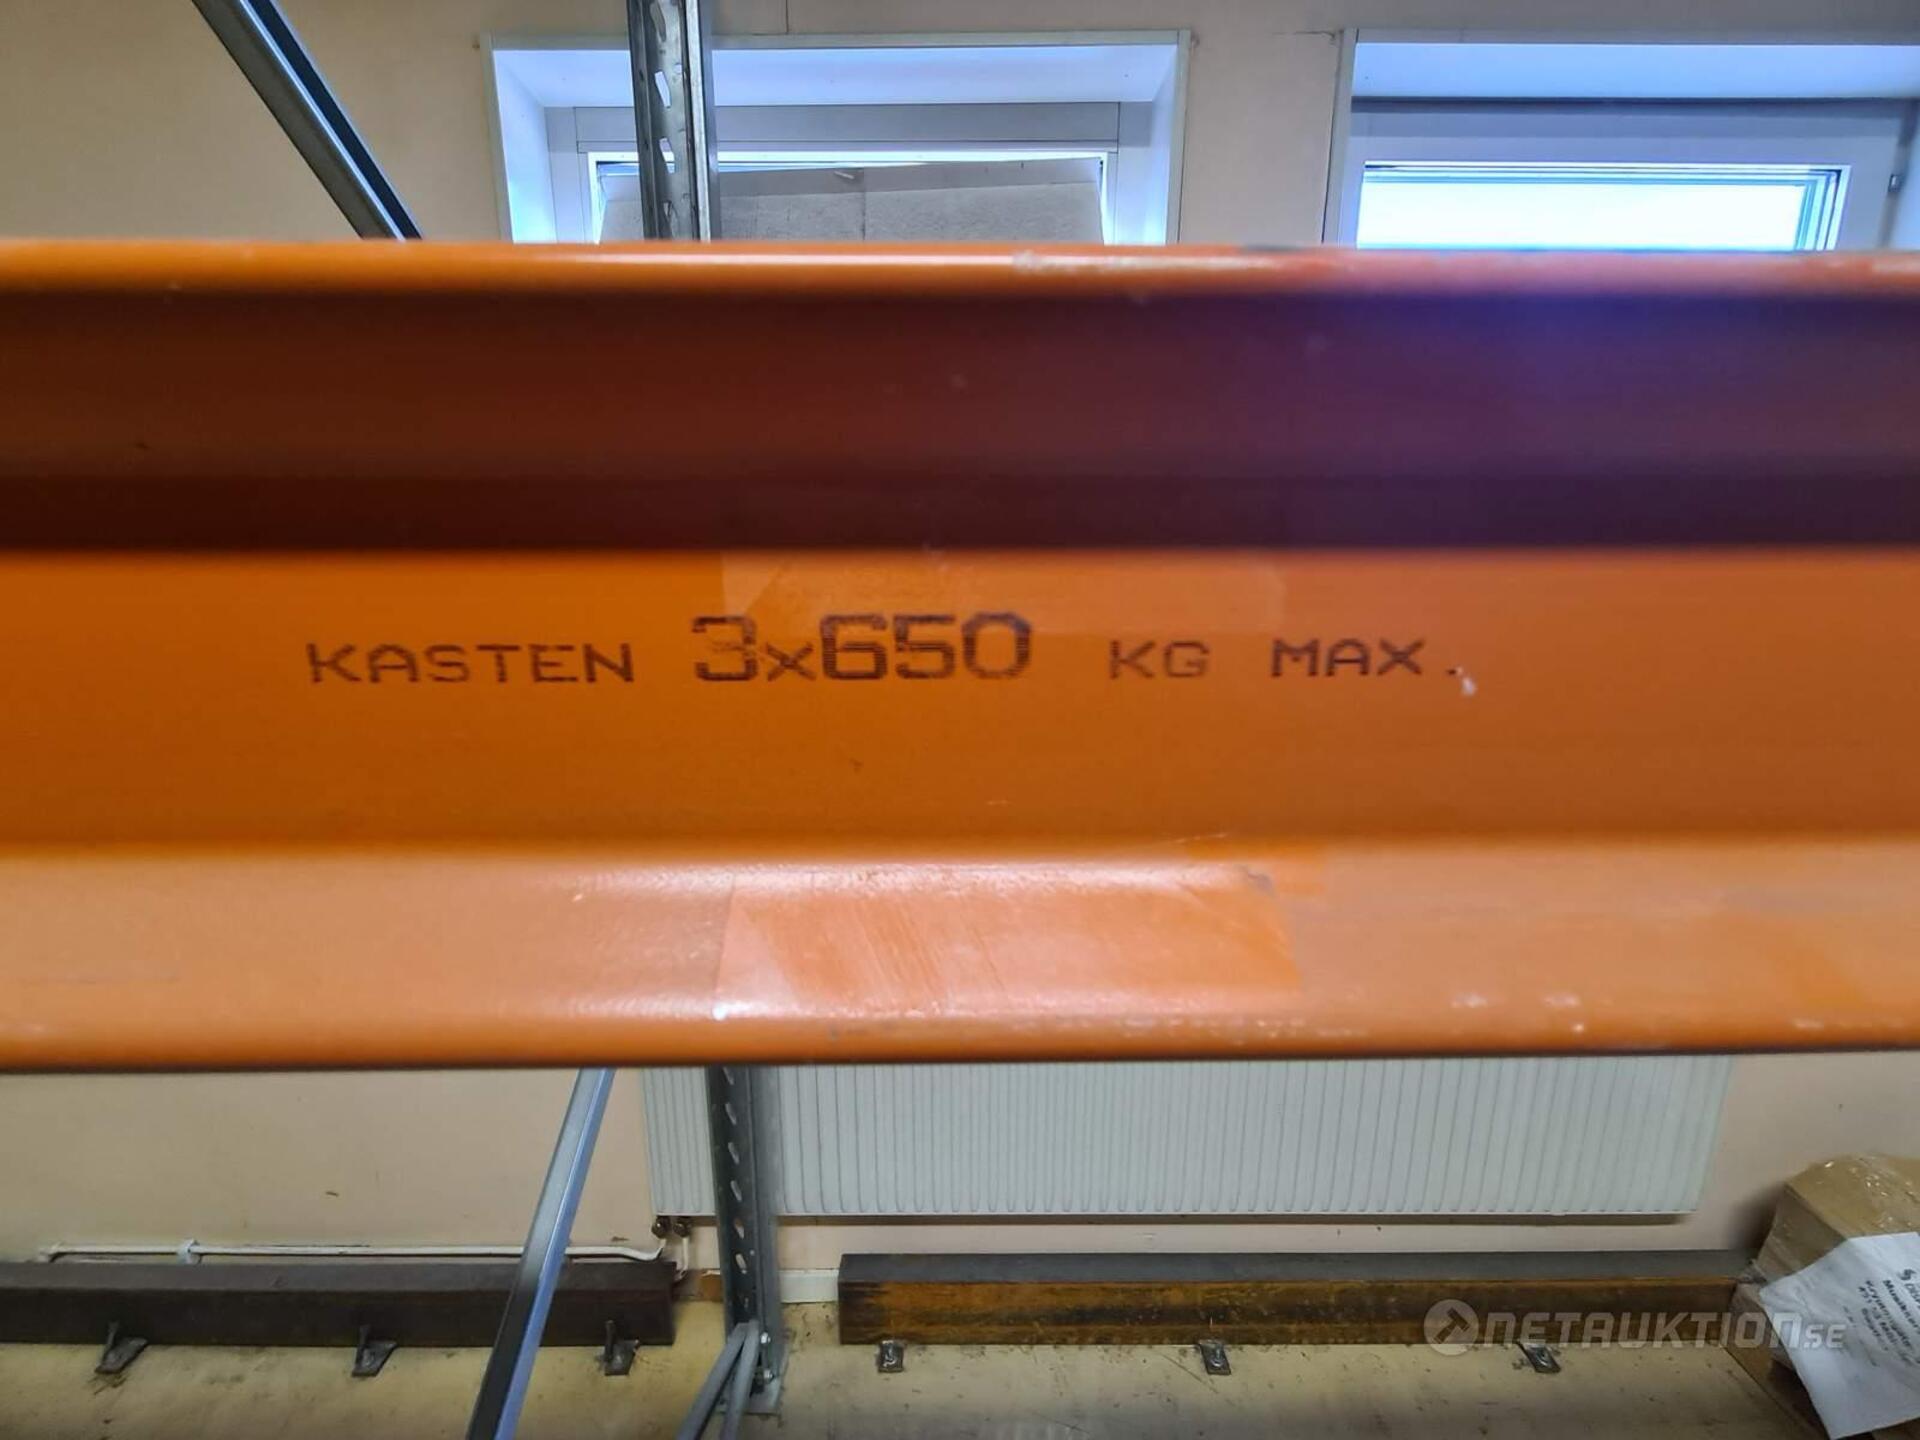 KASTEN 3x650 KG MAX.
NETAUKTION.SE